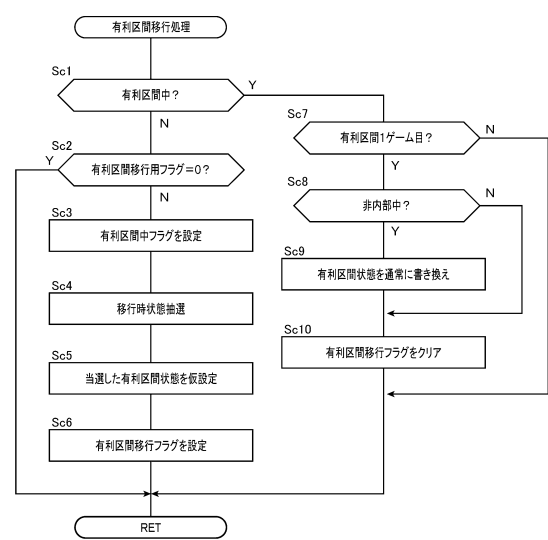 有利区間移行処理
Sc1
有利区間中？
Y
N
Sc2
有利区間移行用フラグ=0？
Y
N
Sc3
有利区間中フラグを設定
Sc4
移行時状態抽選
Sc5
当選した有利区間状態を仮設定
Sc6
有利区間移行フラグを設定
Sc7
有利区間1ゲーム目？
N
Y
Sc8
非内部中？
N
Y
Sc9
有利区間状態を通常に書き換え
Sc10
有利区間移行フラグをクリア
RET